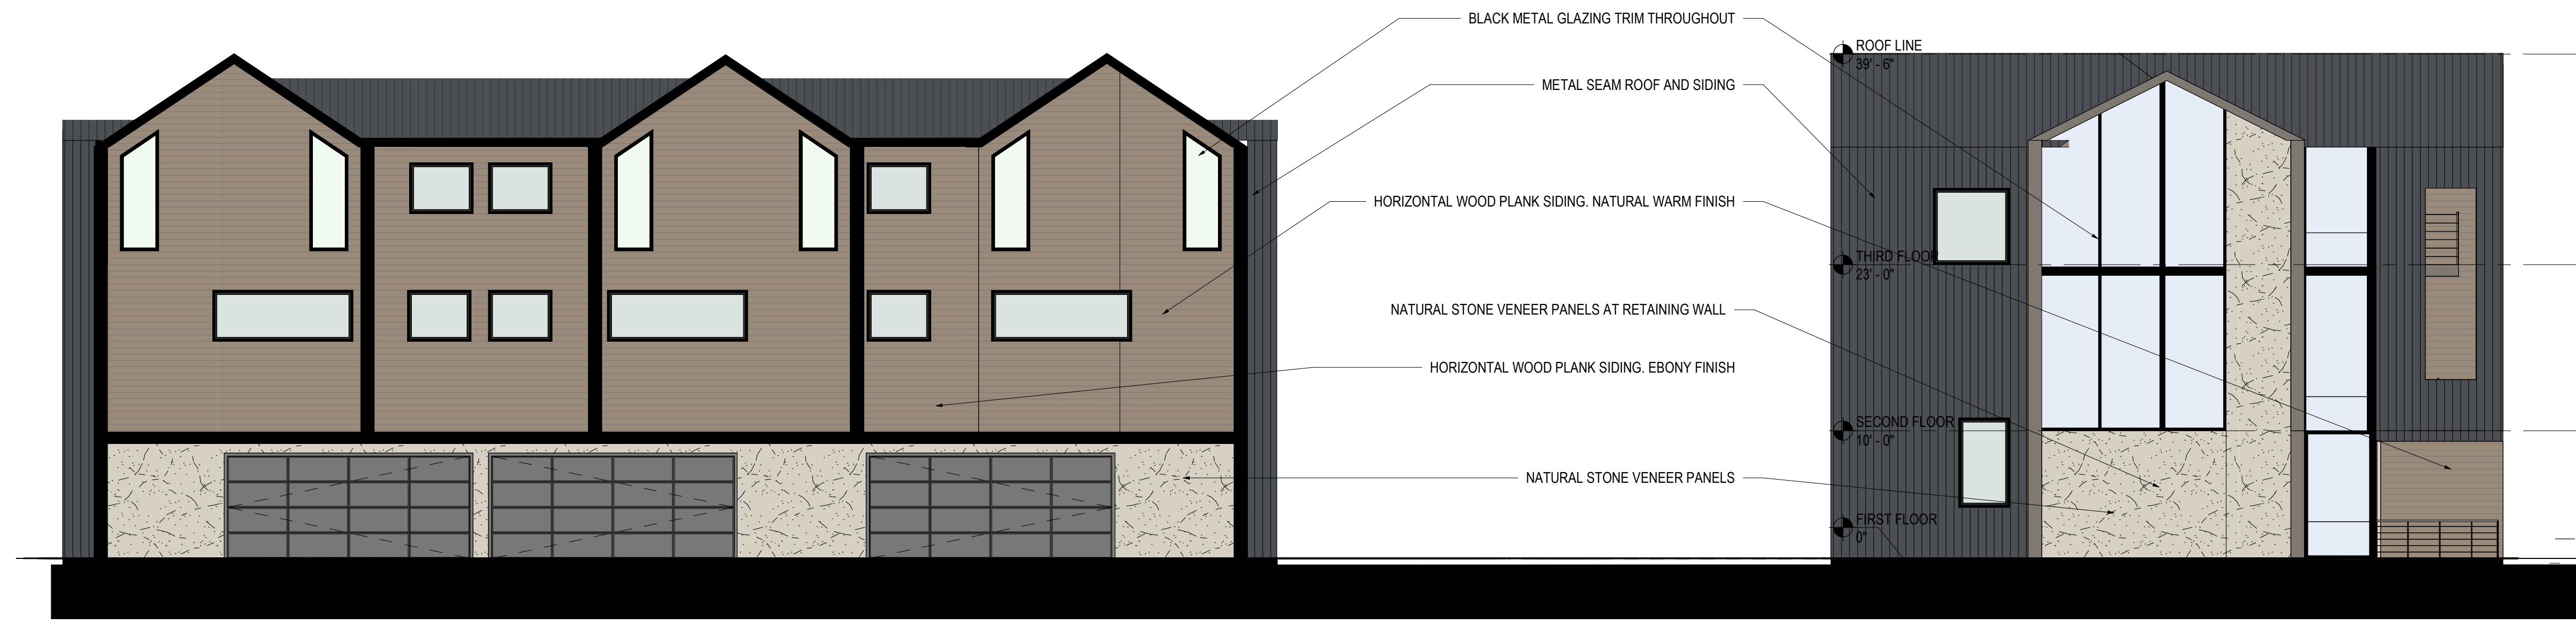 BLACK METAL GLAZING TRIM THROUGHOUT
ROOF LINE
39' - 6"
METAL SEAM ROOF AND SIDING
HORIZONTAL WOOD PLANK SIDING. NATURAL WARM FINISH
THIRD FLOOR
23' - 0"
NATURAL STONE VENEER PANELS AT RETAINING WALL
HORIZONTAL WOOD PLANK SIDING. EBONY FINISH
SECOND FLOOR
10' - 0"
NATURAL STONE VENEER PANELS
FIRST FLOOR
0"